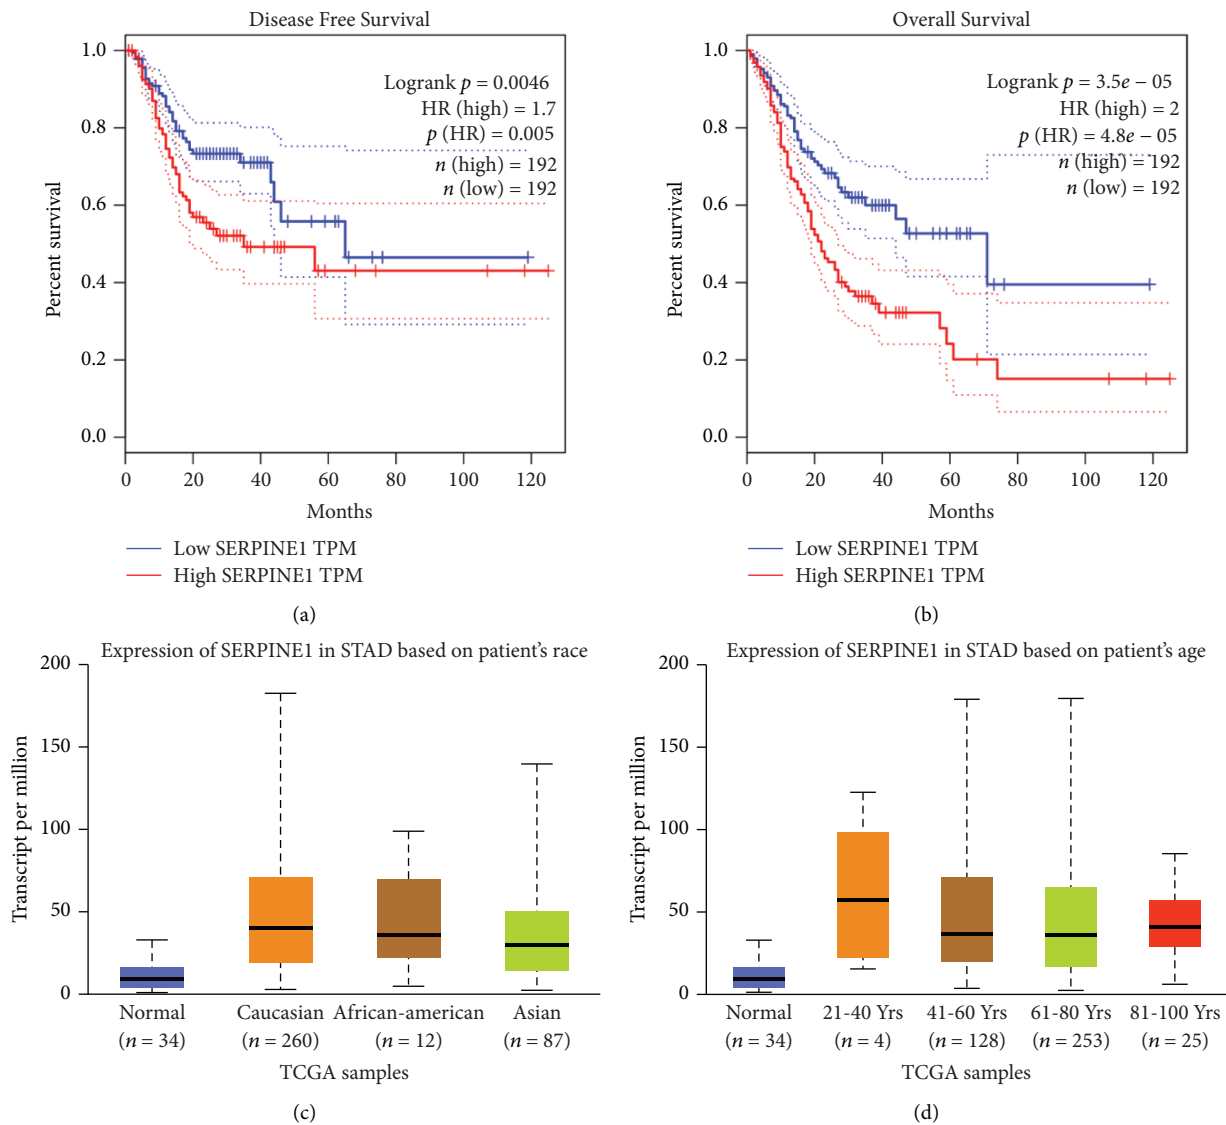 Disease Free Survival
1.0
0.8
0.6
0.4
0.2
0.0
Percent survival
Logrank p = 0.0046
HR (high) = 1.7
p (HR) = 0.005
n (high) = 192
n (low) = 192
0 20 40 60 80 100 120
Months
Low SERPINE1 TPM
High SERPINE1 TPM
(a)
Overall Survival
1.0
0.8
0.6
0.4
0.2
0.0
Percent survival
Logrank p = 3.5e − 05
HR (high) = 2
p (HR) = 4.8e − 05
n (high) = 192
n (low) = 192
0 20 40 60 80 100 120
Months
Low SERPINE1 TPM
High SERPINE1 TPM
(b)
Expression of SERPINE1 in STAD based on patient's race
200
150
100
50
0
Transcript per million
Normal Caucasian African-american Asian
(n = 34) (n = 260) (n = 12) (n = 87)
TCGA samples
(c)
Expression of SERPINE1 in STAD based on patient's age
200
150
100
50
0
Transcript per million
Normal 21-40 Yrs 41-60 Yrs 61-80 Yrs 81-100 Yrs
(n = 34) (n = 4) (n = 128) (n = 253) (n = 25)
TCGA samples
(d)